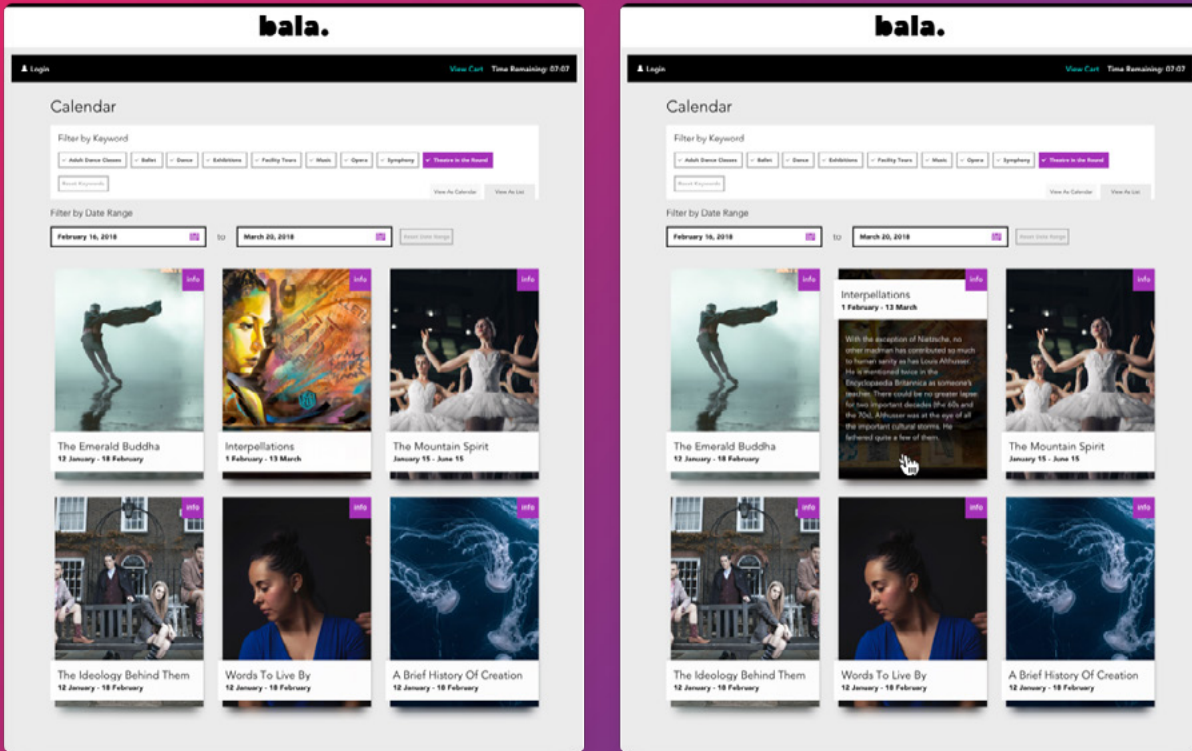 bala.
Login
View Cart Time Remaining: 07:07
Calendar
Filter by Keyword
Adult Dance Classes Ballet Dance Exhibitions Facility Tours Music Opera Symphony Theatre in the Round
Reset Keywords
View As Calendar View As List
Filter by Date Range
February 16, 2018 to March 20, 2018 Reset Date Range
info info info
The Emerald Buddha Interpellations The Mountain Spirit
12 January - 18 February 1 February - 13 March January 15 - June 15
info info info
The Ideology Behind Them Words To Live By A Brief History Of Creation
12 January - 18 February 12 January - 18 February 12 January - 18 February
bala.
Login
View Cart Time Remaining: 07:07
Calendar
Filter by Keyword
Adult Dance Classes Ballet Dance Exhibitions Facility Tours Music Opera Symphony Theatre in the Round
Reset Keywords
View As Calendar View As List
Filter by Date Range
February 16, 2018 to March 20, 2018 Reset Date Range
info info info
Interpellations
1 February - 13 March
With the exception of Nietzsche, no
other madman has contributed so much
to human sanity as has Louis Althusser.
He is mentioned twice in the
Encyclopaedia Britannica as someone's
teacher. There could be no greater lapse
for two important decades (the 60s and
the 70s), Althusser was at the eye of all
the important cultural storms. He
fathered quite a few of them.
The Emerald Buddha The Mountain Spirit
12 January - 18 February January 15 - June 15
info info info
The Ideology Behind Them Words To Live By A Brief History Of Creation
12 January - 18 February 12 January - 18 February 12 January - 18 February